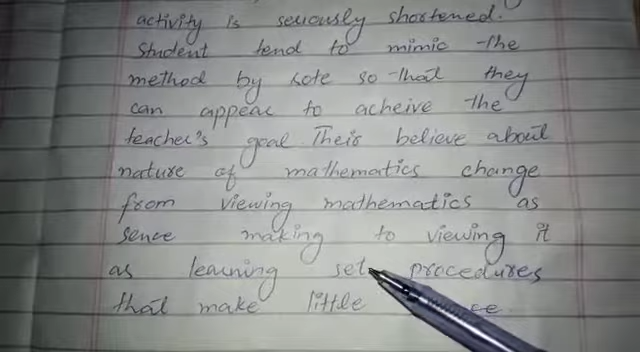 activity is seriously shortened.
Student tend to mimic the
method by rote so that they
can appear to acheive the
teacher's goal. Their believe about
nature of mathematics change
from viewing mathematics as
sence making to viewing it
as learning set procedures
that make little